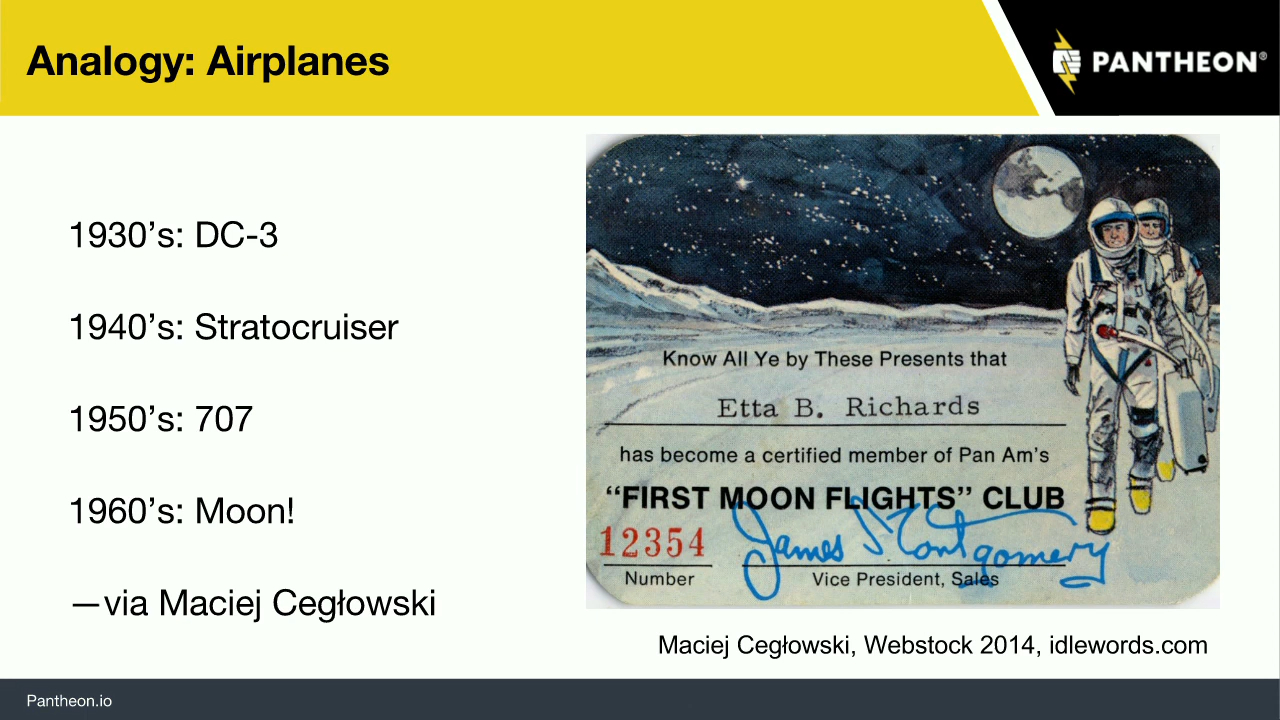 Analogy: Airplanes
PANTHEON®
1930’s: DC-3
1940’s: Stratocruiser
1950’s: 707
1960’s: Moon!
—via Maciej Cegłowski
Know All Ye by These Presents that
Etta B. Richards
has become a certified member of Pan Am’s
“FIRST MOON FLIGHTS” CLUB
12354
James Montgomery
Number
Vice President, Sales
Maciej Cegłowski, Webstock 2014, idlewords.com
Pantheon.io